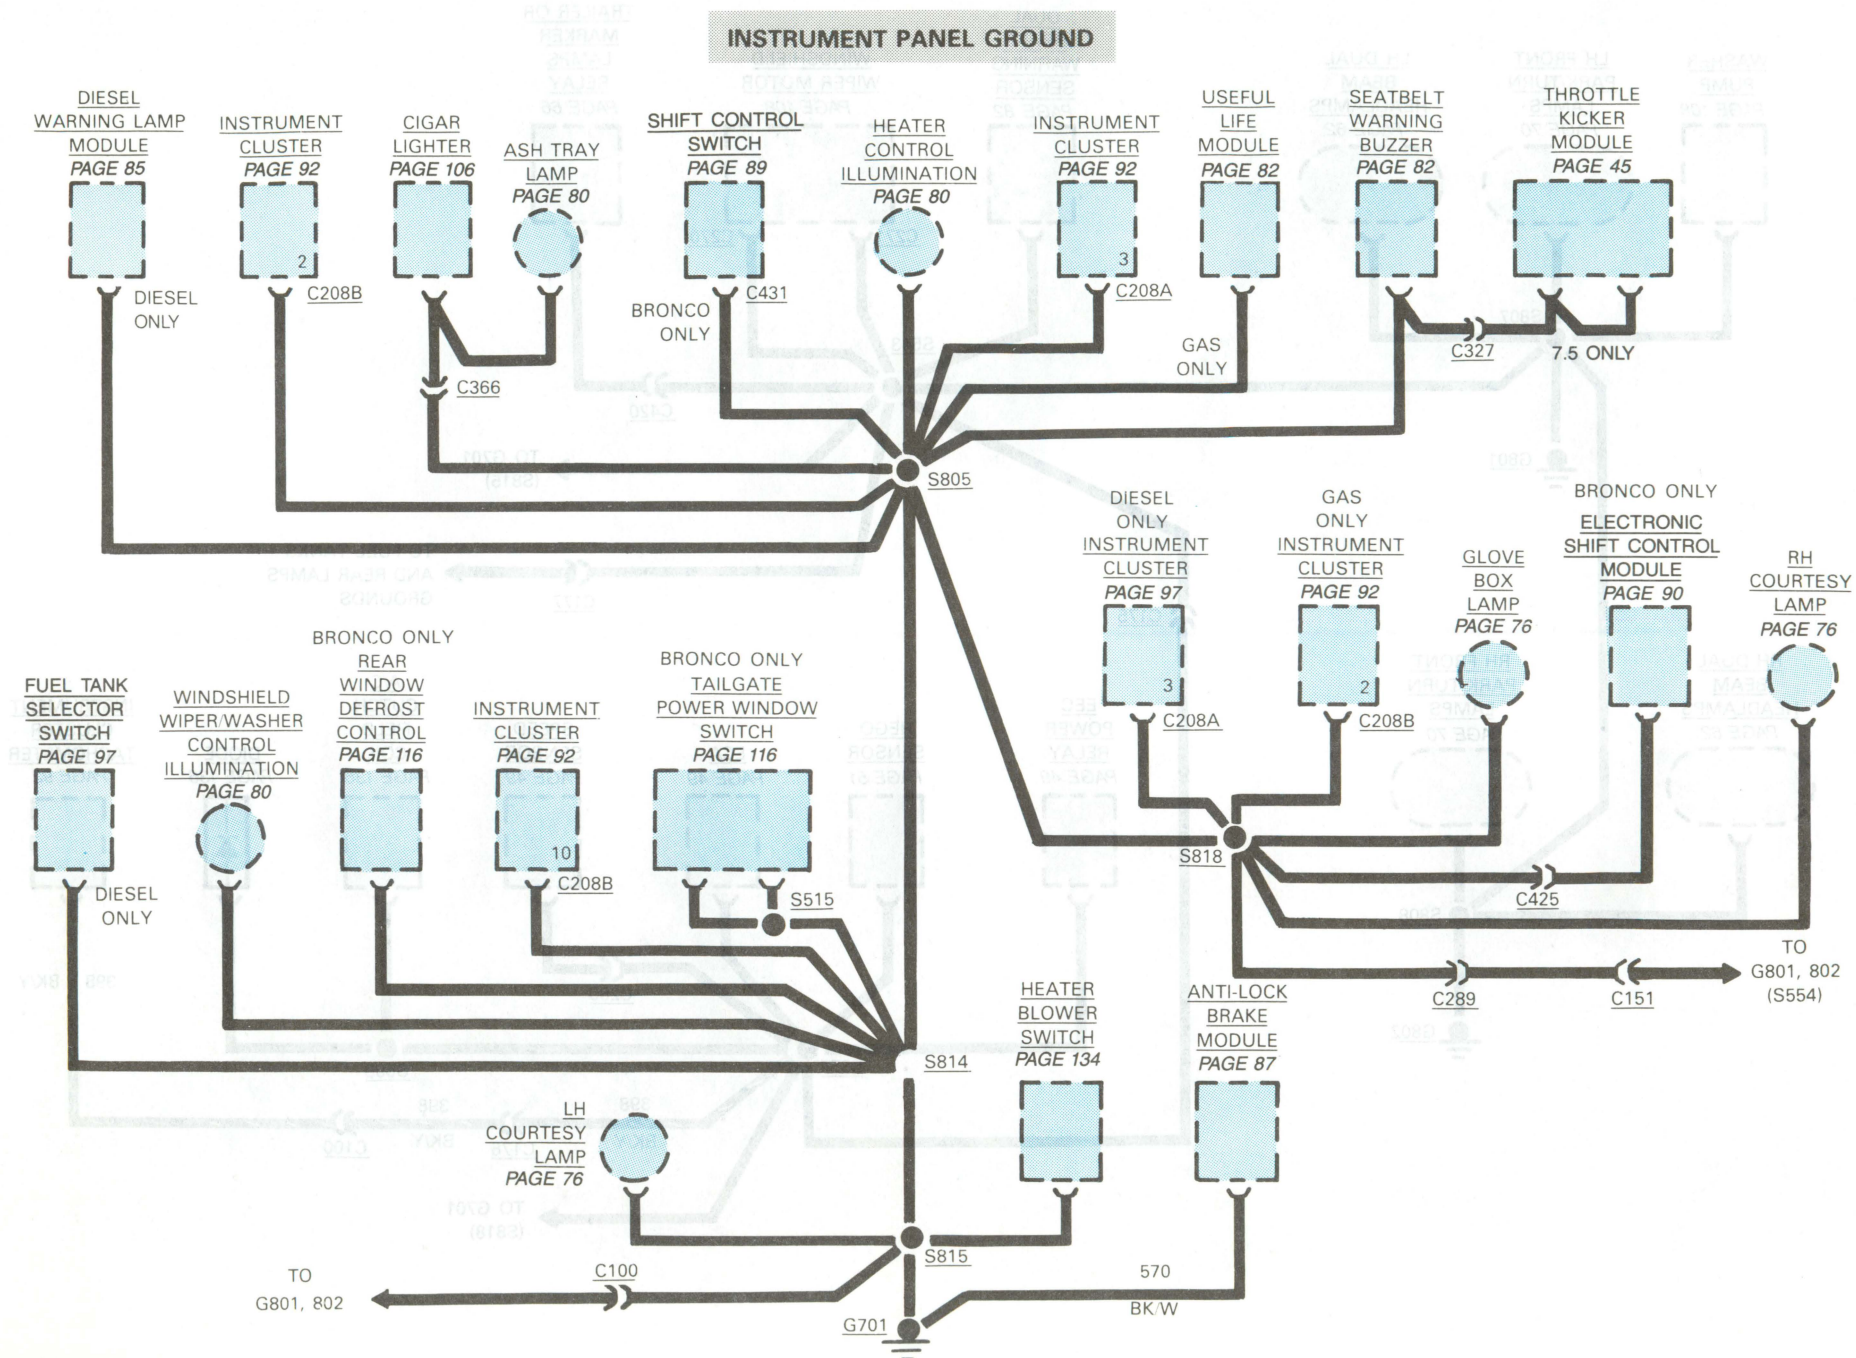 INSTRUMENT PANEL GROUND
DIESEL
WARNING LAMP
MODULE
PAGE 85
INSTRUMENT
CLUSTER
PAGE 92
CIGAR
LIGHTER
PAGE 106
ASH TRAY
LAMP
PAGE 80
SHIFT CONTROL
SWITCH
PAGE 89
HEATER
CONTROL
ILLUMINATION
PAGE 80
INSTRUMENT
CLUSTER
PAGE 92
USEFUL
LIFE
MODULE
PAGE 82
SEATBELT
WARNING
BUZZER
PAGE 82
THROTTLE
KICKER
MODULE
PAGE 45
2
3
DIESEL
ONLY
C208B
C366
BRONCO
ONLY
C431
C208A
GAS
ONLY
C327
7.5 ONLY
S805
DIESEL
ONLY
INSTRUMENT
CLUSTER
PAGE 97
3
C208A
GAS
ONLY
INSTRUMENT
CLUSTER
PAGE 92
2
C208B
GLOVE
BOX
LAMP
PAGE 76
BRONCO ONLY
ELECTRONIC
SHIFT CONTROL
MODULE
PAGE 90
RH
COURTESY
LAMP
PAGE 76
FUEL TANK
SELECTOR
SWITCH
PAGE 97
DIESEL
ONLY
WINDSHIELD
WIPER/WASHER
CONTROL
ILLUMINATION
PAGE 80
BRONCO ONLY
REAR
WINDOW
DEFROST
CONTROL
PAGE 116
INSTRUMENT
CLUSTER
PAGE 92
10
C208B
BRONCO ONLY
TAILGATE
POWER WINDOW
SWITCH
PAGE 116
S515
S818
C425
TO
G801, 802
(S554)
C289
C151
S814
HEATER
BLOWER
SWITCH
PAGE 134
ANTI-LOCK
BRAKE
MODULE
PAGE 87
LH
COURTESY
LAMP
PAGE 76
S815
TO
G801, 802
C100
570
BK/W
G701